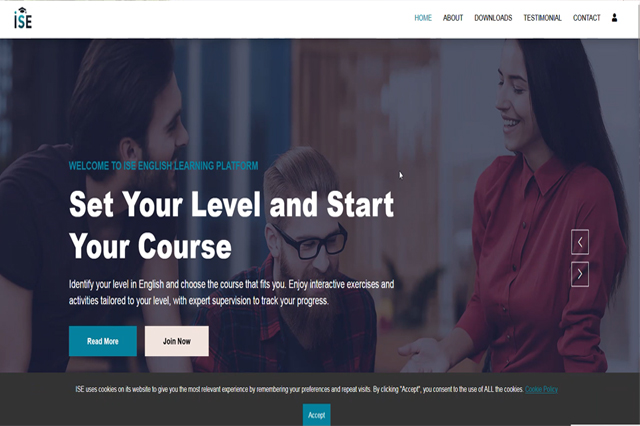 ISE
HOME ABOUT DOWNLOADS TESTIMONIAL CONTACT
WELCOME TO ISE ENGLISH LEARNING PLATFORM
Set Your Level and Start
Your Course
Identify your level in English and choose the course that fits you. Enjoy interactive exercises and
activities tailored to your level, with expert supervision to track your progress.
Read More Join Now
ISE uses cookies on its website to give you the most relevant experience by remembering your preferences and repeat visits. By clicking "Accept", you consent to the use of ALL the cookies. Cookie Policy
Accept